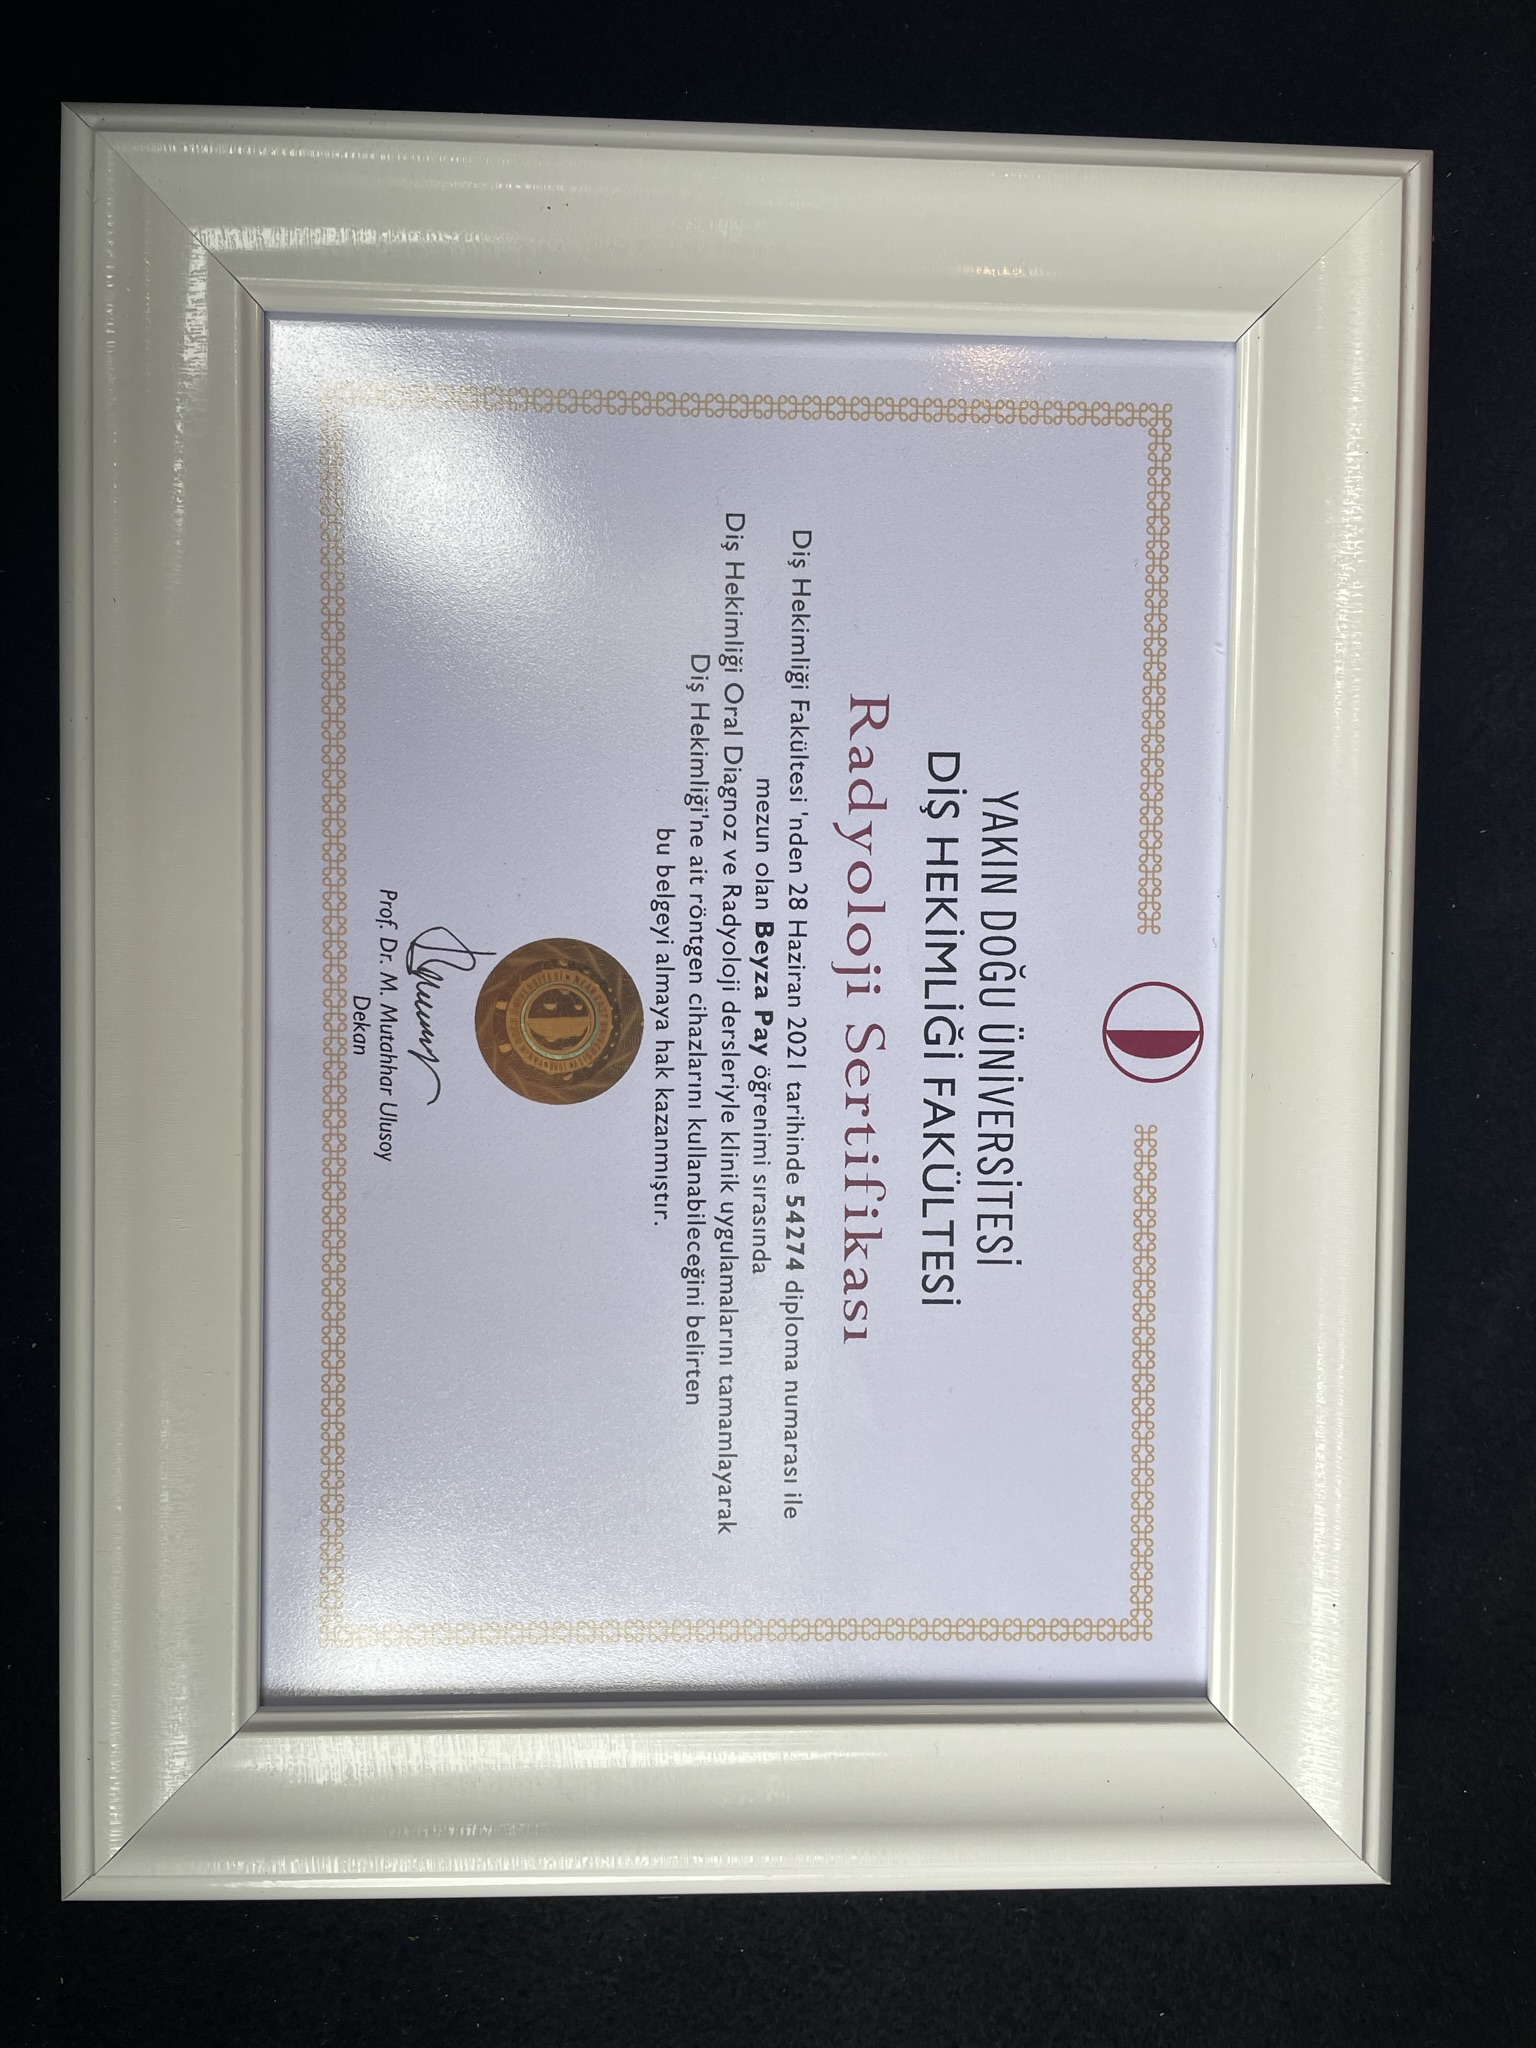 YAKIN DOĞU ÜNİVERSİTESİ
DİŞ HEKİMLİĞİ FAKÜLTESİ
Radyoloji Sertifikası
Diş Hekimliği Fakültesi 'nden 28 Haziran 2021 tarihinde 54274 diploma numarası ile
mezun olan Beyza Pay öğrenimi sırasında
Diş Hekimliği Oral Diagnoz ve Radyoloji dersleriyle klinik uygulamalarını tamamlayarak
Diş Hekimliği'ne ait röntgen cihazlarını kullanabileceğini belirten
bu belgeyi almaya hak kazanmıştır.
Prof. Dr. M. Mutahhar Ulusoy
Dekan